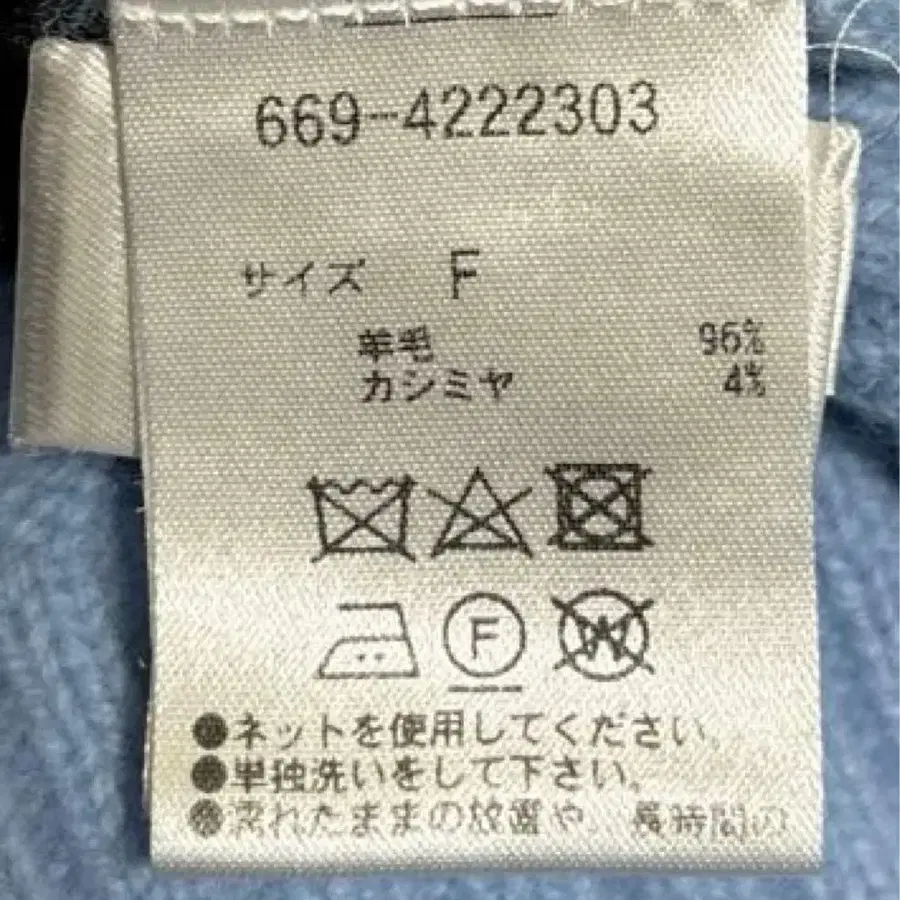 669-4222303
サイズ F
羊毛 96%
カシミヤ 4%
F
W
●ネットを使用してください。
●単独洗いをして下さい。
●濡れたままの放置や、長時間の